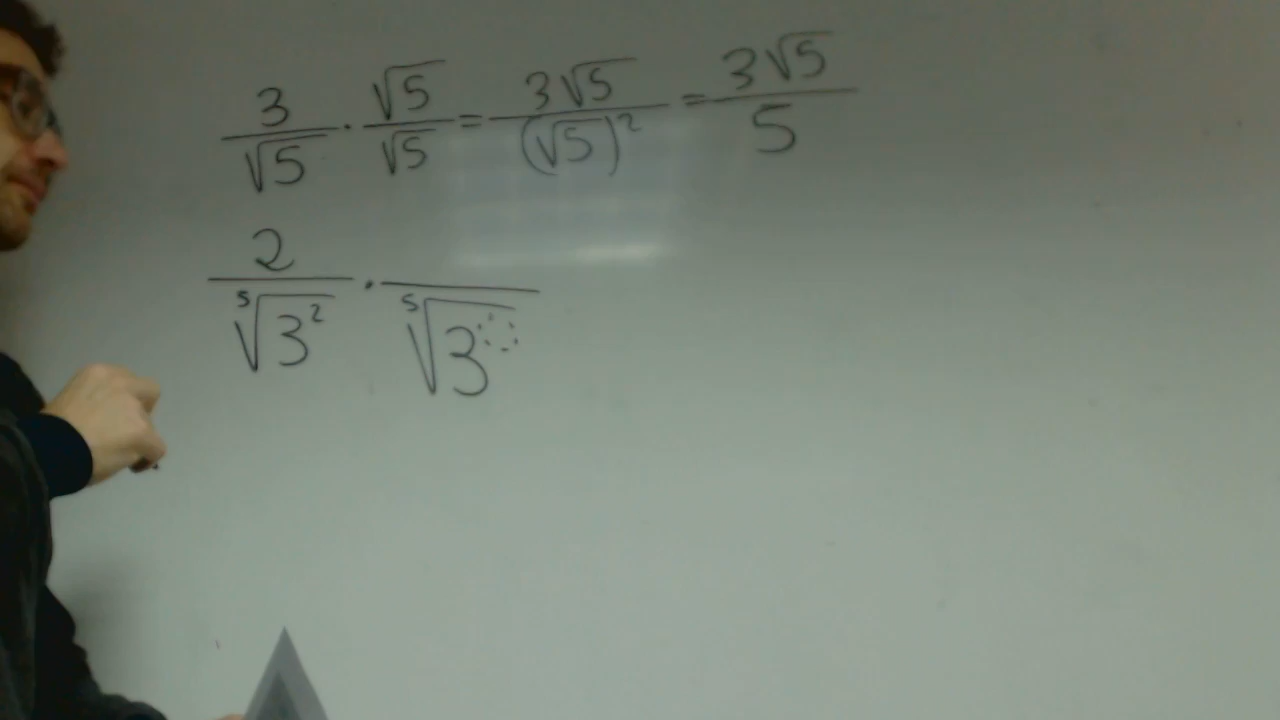 3/√5 · √5/√5 = 3√5/(√5)² = 3√5/5
2/⁵√3² · /⁵√3